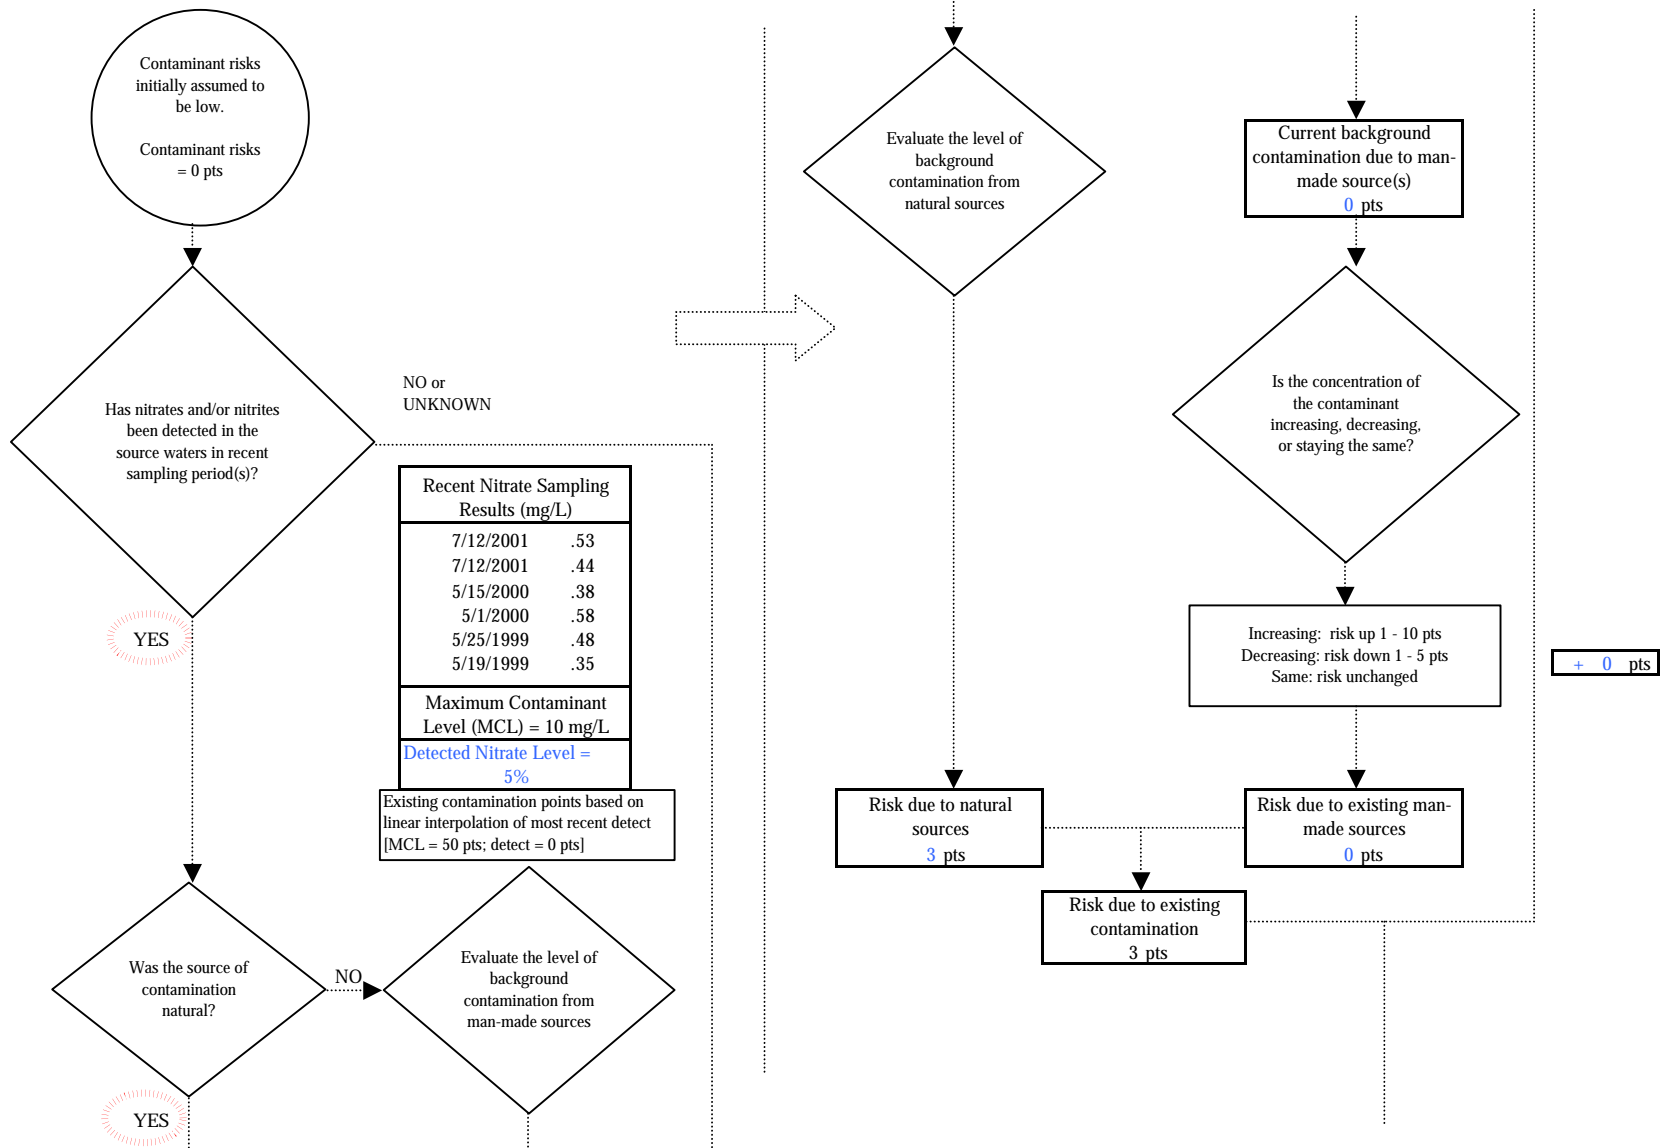 Contaminant risks
initially assumed to
be low.
Contaminant risks
= 0 pts
Has nitrates and/or nitrites
been detected in the
source waters in recent
sampling period(s)?
NO or
UNKNOWN
YES
Recent Nitrate Sampling
Results (mg/L)
7/12/2001 .53
7/12/2001 .44
5/15/2000 .38
5/1/2000 .58
5/25/1999 .48
5/19/1999 .35
Maximum Contaminant
Level (MCL) = 10 mg/L
Detected Nitrate Level =
5%
Existing contamination points based on
linear interpolation of most recent detect
[MCL = 50 pts; detect = 0 pts]
Was the source of
contamination
natural?
NO
YES
Evaluate the level of
background
contamination from
man-made sources
Evaluate the level of
background
contamination from
natural sources
Current background
contamination due to man-
made source(s)
0 pts
Is the concentration of
the contaminant
increasing, decreasing,
or staying the same?
Increasing: risk up 1 - 10 pts
Decreasing: risk down 1 - 5 pts
Same: risk unchanged
+ 0 pts
Risk due to natural
sources
3 pts
Risk due to existing man-
made sources
0 pts
Risk due to existing
contamination
3 pts